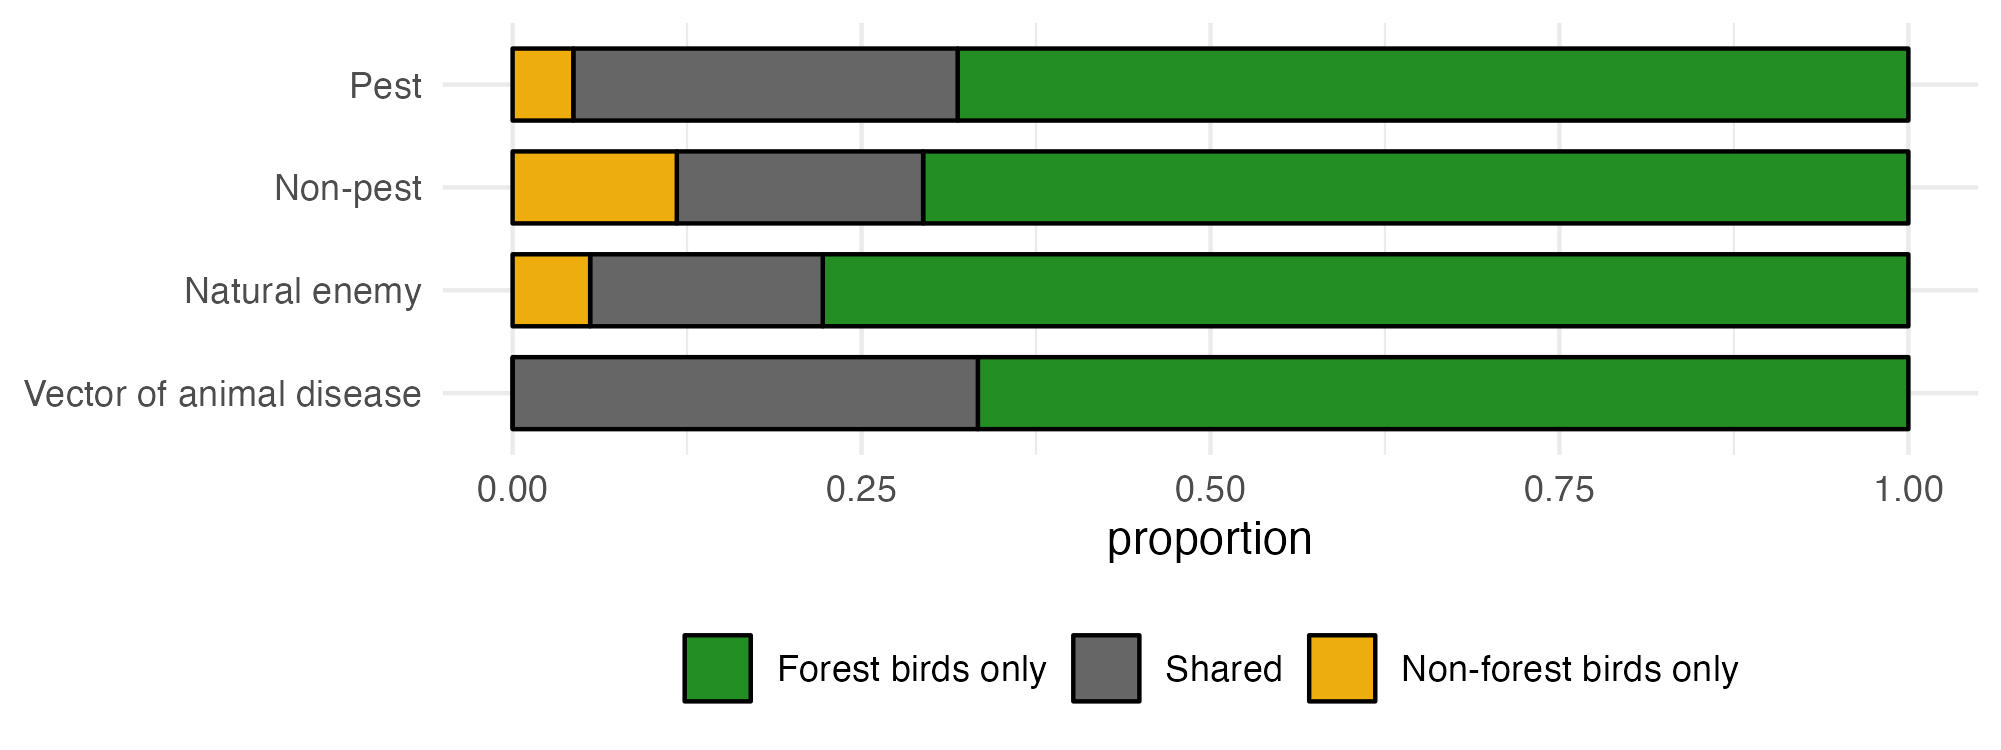 Pest
Non-pest
Natural enemy
Vector of animal disease
0.00 0.25 0.50 0.75 1.00
proportion
Forest birds only Shared Non-forest birds only